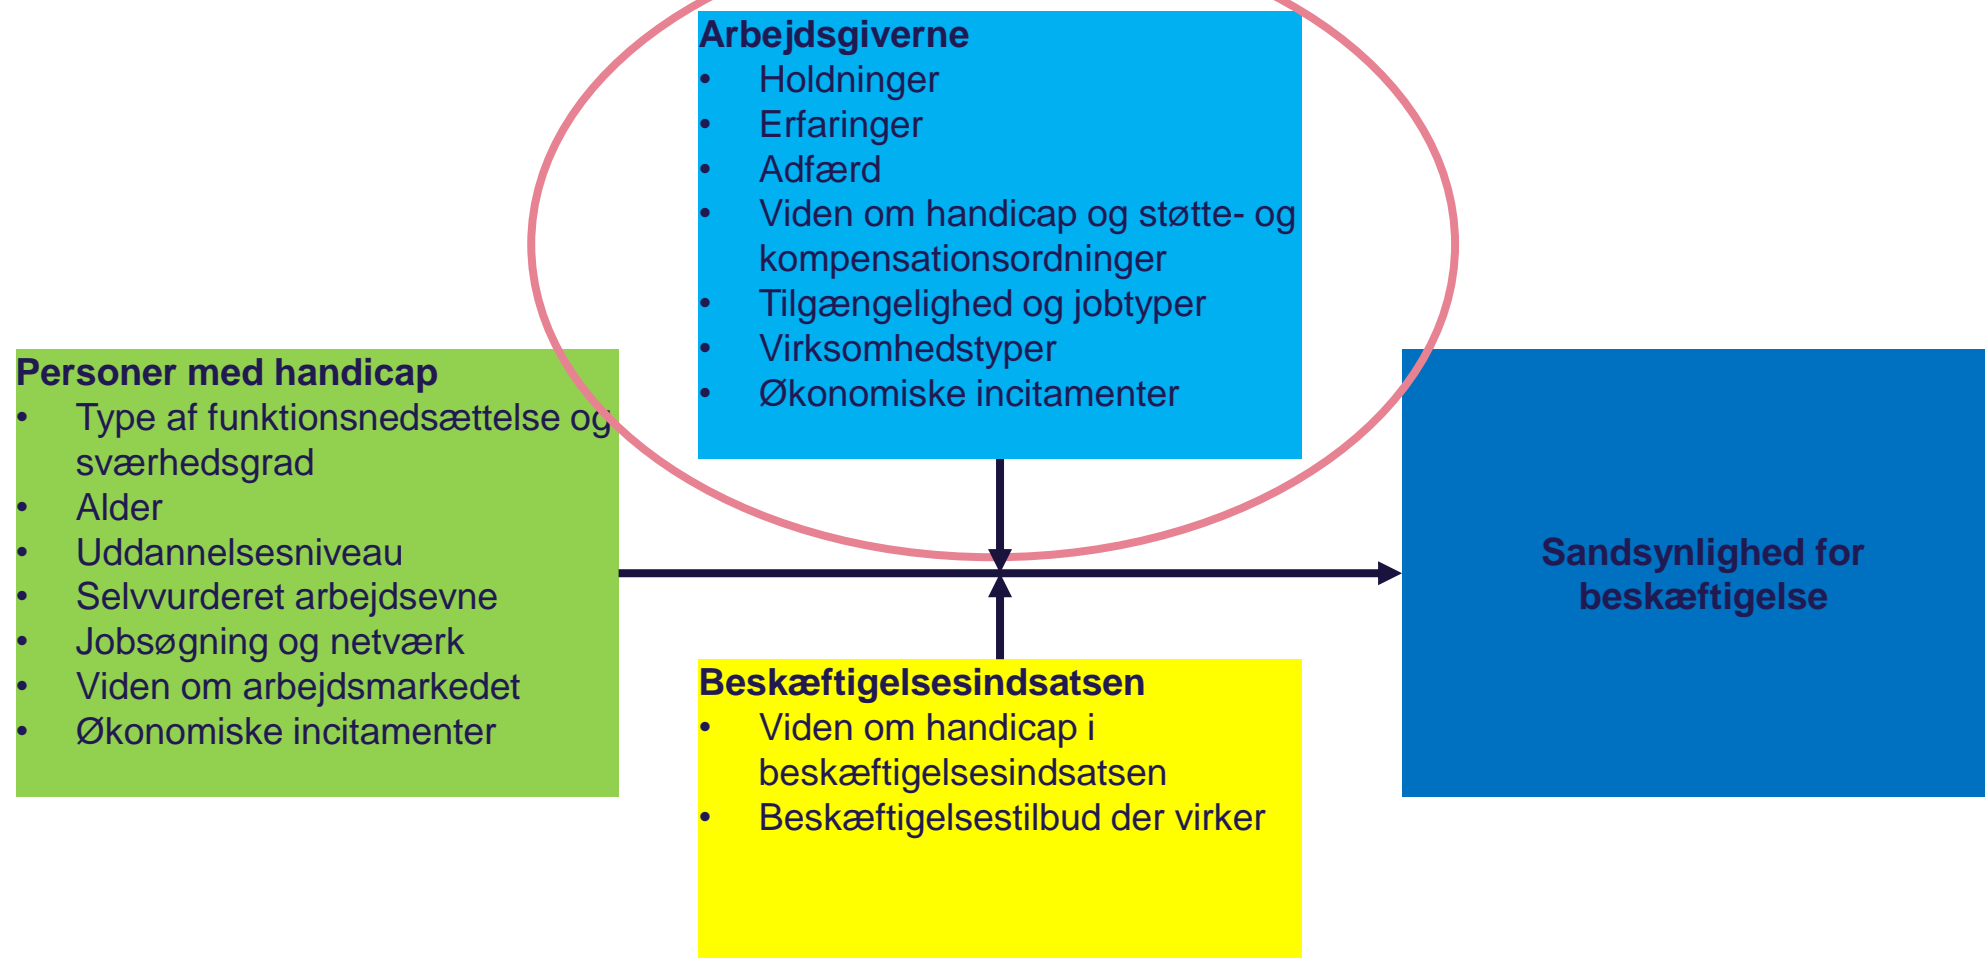 Arbejdsgiverne
• Holdninger
• Erfaringer
• Adfærd
• Viden om handicap og støtte- og
kompensationsordninger
• Tilgængelighed og jobtyper
• Virksomhedstyper
• Økonomiske incitamenter
Personer med handicap
• Type af funktionsnedsættelse og
sværhedsgrad
• Alder
• Uddannelsesniveau
• Selvvurderet arbejdsevne
• Jobsøgning og netværk
• Viden om arbejdsmarkedet
• Økonomiske incitamenter
Sandsynlighed for
beskæftigelse
Beskæftigelsesindsatsen
• Viden om handicap i
beskæftigelsesindsatsen
• Beskæftigelsestilbud der virker